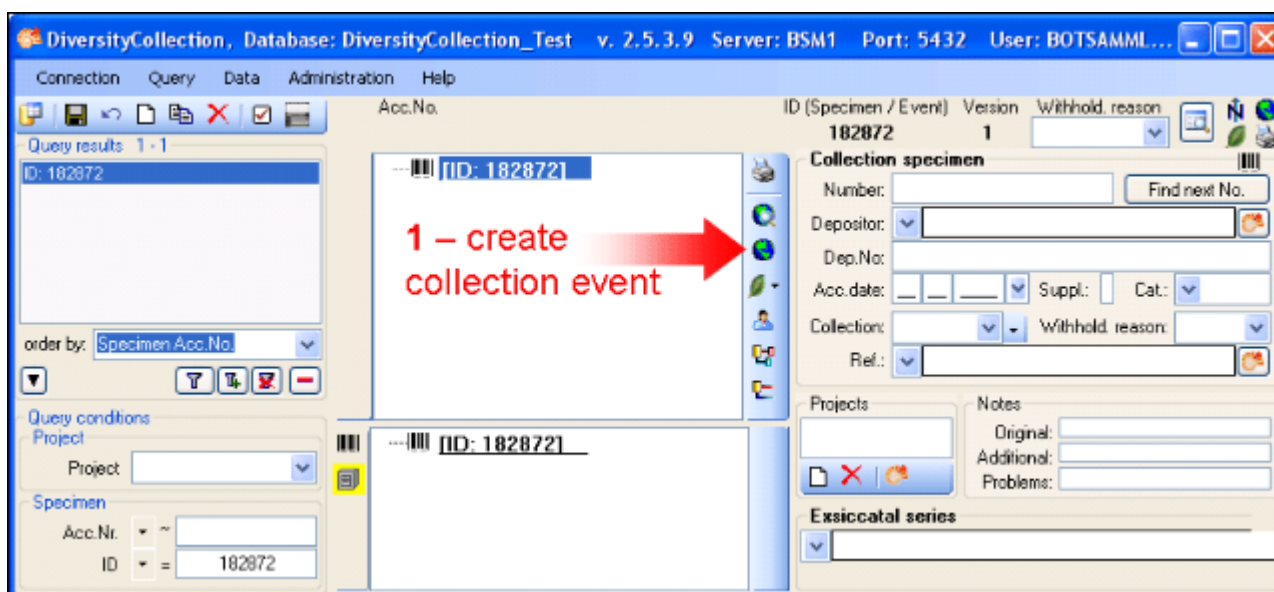 DiversityCollection, Database: DiversityCollection_Test v. 2.5.3.9 Server: BSM1 Port: 5432 User: BOTSAMML...
Connection Query Data Administration Help
Acc.No.
ID (Specimen / Event) Version Withhold. reason
182872 1
Query results 1 - 1
ID: 182872
[ID: 182872]
1 – create
collection event
order by: Specimen Acc.No.
Query conditions
Project
Project
Specimen
Acc.Nr. ~
ID = 182872
[ID: 182872]
Collection specimen
Number: Find next No.
Depositor:
Dep.No:
Acc.date: __ __ ____ Suppl.: Cat.:
Collection: - Withhold. reason:
Ref.:
Projects
Notes
Original:
Additional:
Problems:
Exsiccatal series